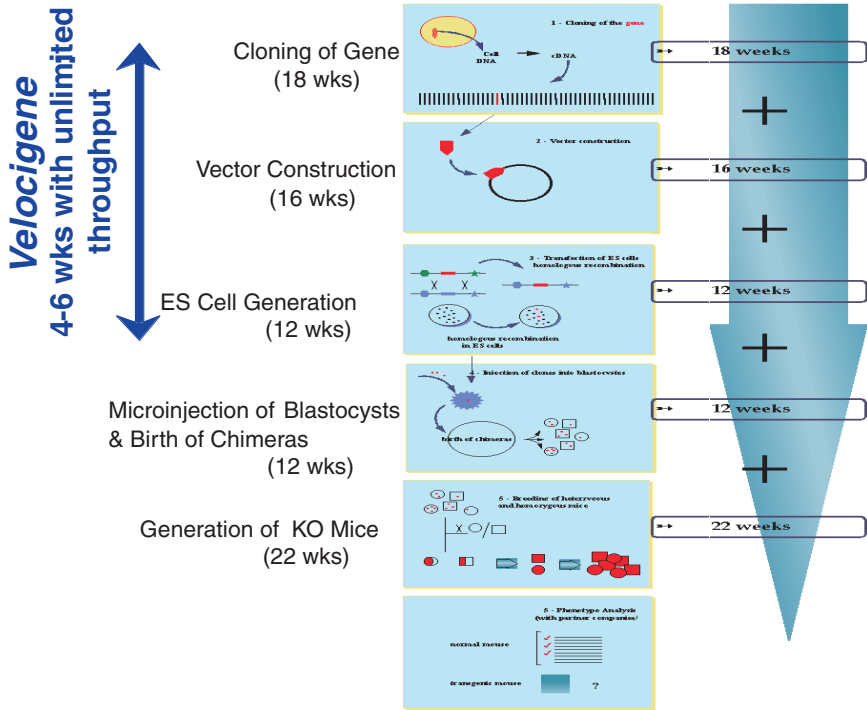 Velocigene
4-6 wks with unlimited
throughput
Cloning of Gene
(18 wks)
1 - Cloning of the gene
Cell
DNA
cDNA
18 weeks
Vector Construction
(16 wks)
2 - Vector construction
16 weeks
ES Cell Generation
(12 wks)
3 - Transfection of ES cells
homologous recombination
X X
homologous recombination
in ES cells
12 weeks
Microinjection of Blastocysts
& Birth of Chimeras
(12 wks)
4 - Injection of clones into blastocystes
birth of chimeras
12 weeks
Generation of KO Mice
(22 wks)
5 - Breeding of
and homozygous mice
X
22 weeks
5 - Phenotype Analysis
(with partner companies)
normal mouse
transgenic mouse
?